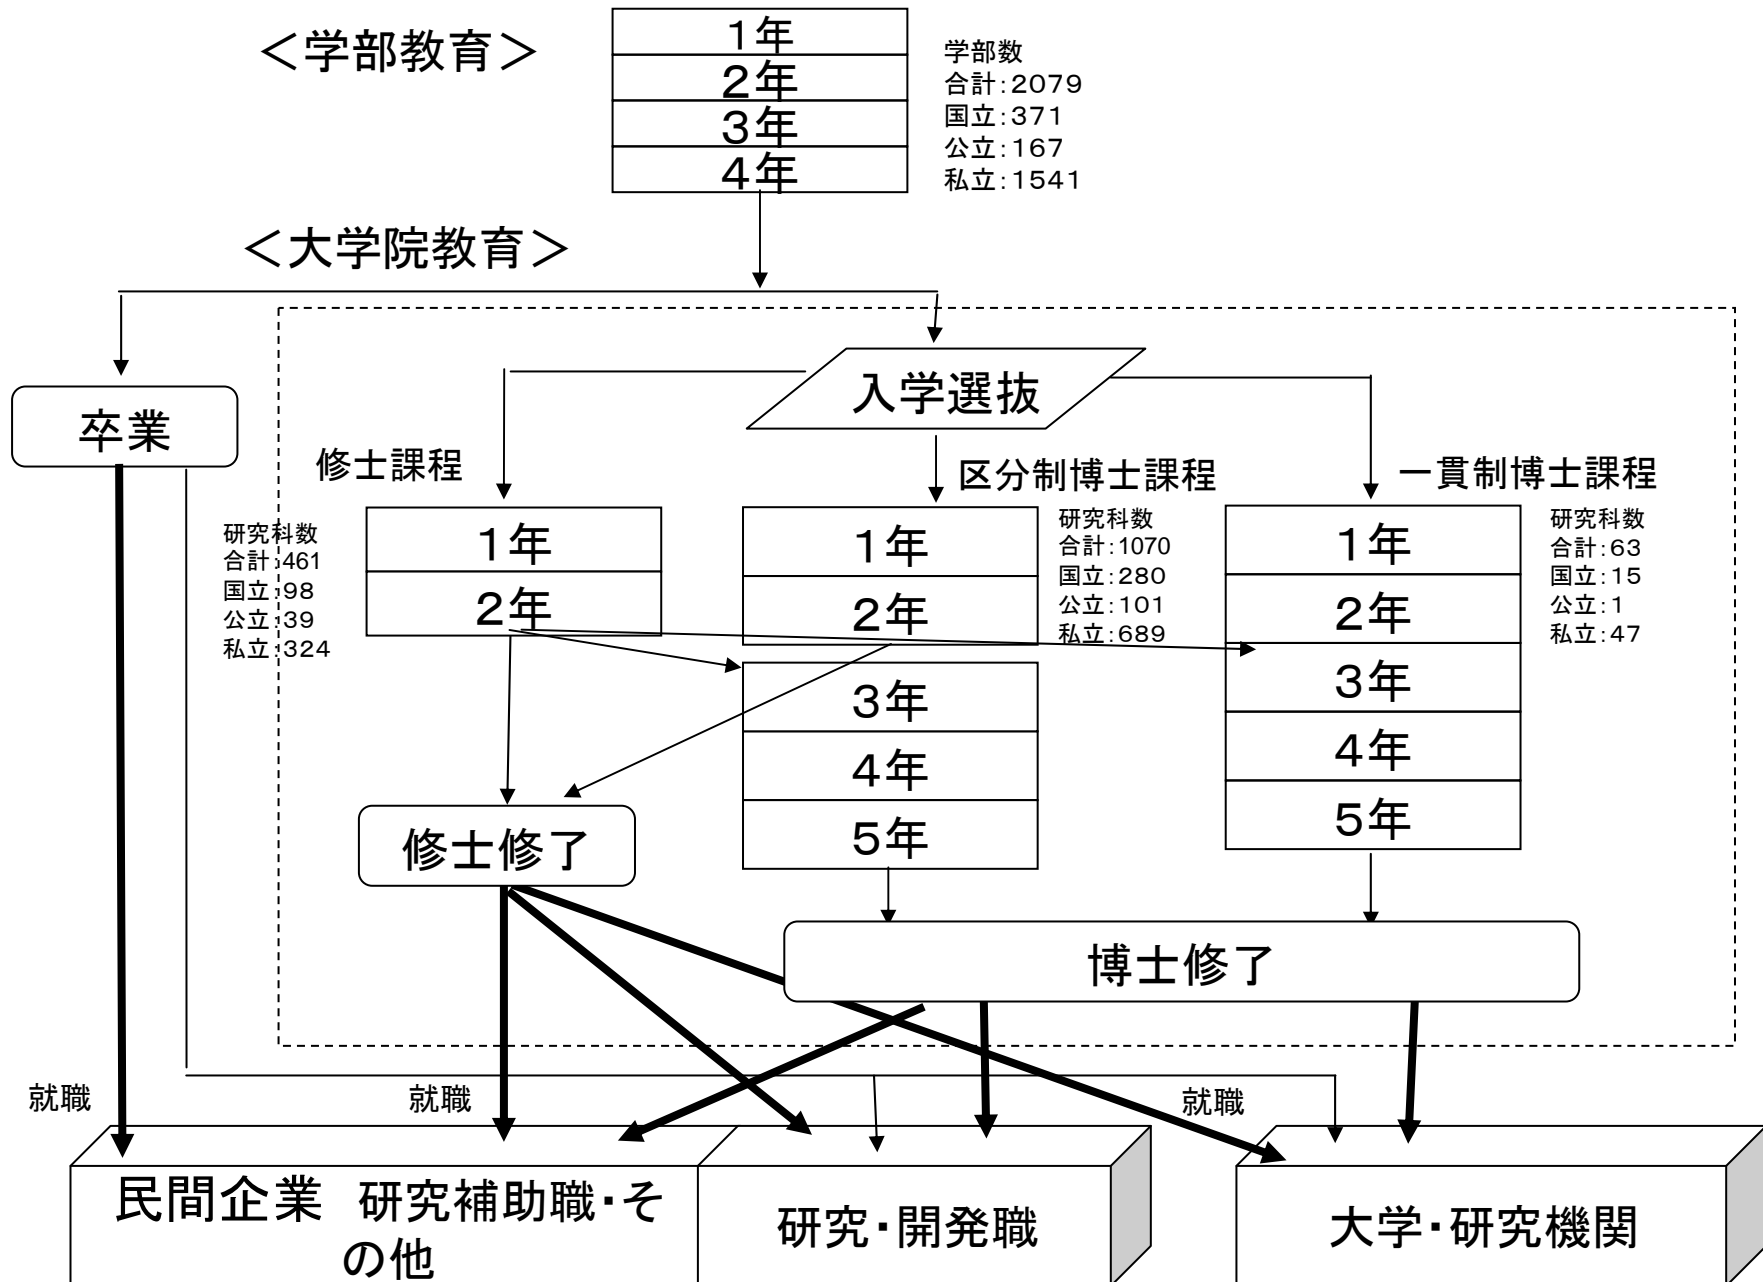 ＜学部教育＞
1年
2年
3年
4年
学部数
合計:2079
国立:371
公立:167
私立:1541
＜大学院教育＞
入学選抜
卒業
修士課程
研究科数
合計:461
国立:98
公立:39
私立:324
1年
2年
区分制博士課程
研究科数
合計:1070
国立:280
公立:101
私立:689
1年
2年
3年
4年
5年
一貫制博士課程
研究科数
合計:63
国立:15
公立:1
私立:47
1年
2年
3年
4年
5年
修士修了
博士修了
就職
就職
就職
民間企業　研究補助職・そ
の他
研究・開発職
大学・研究機関